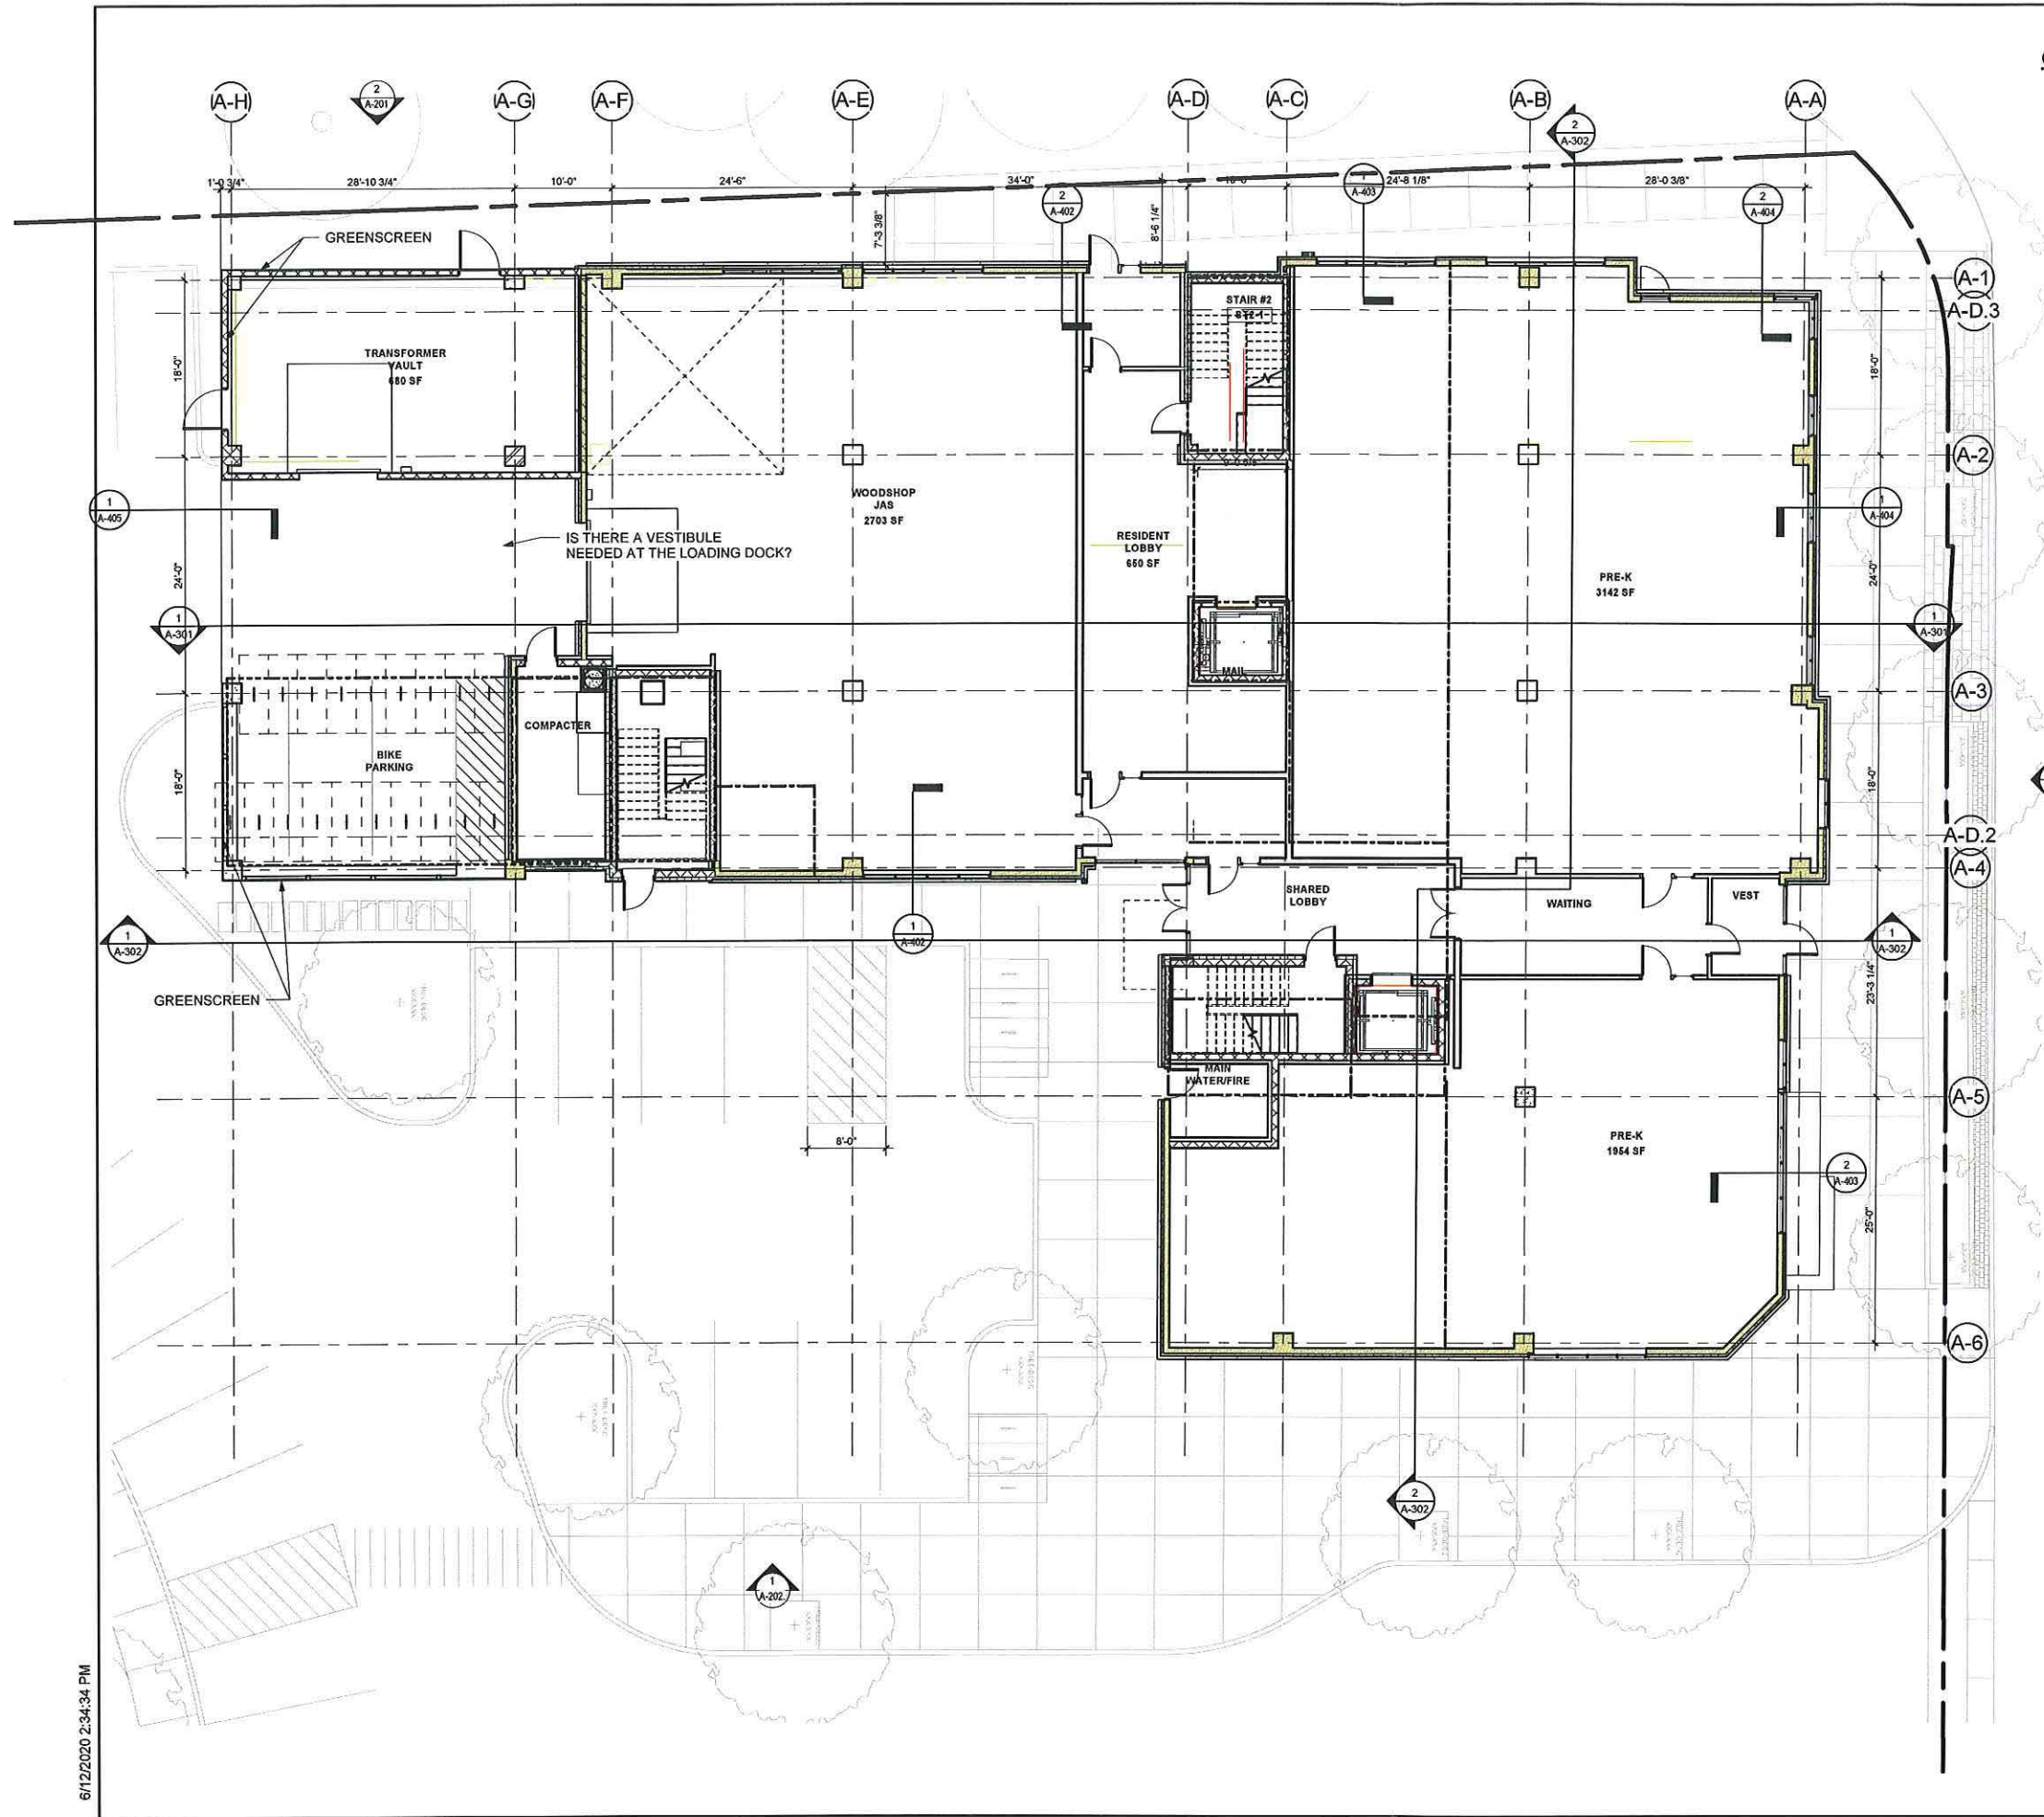 A-H
2
A-201
A-G
A-F
A-E
A-D
A-C
A-B
A-A
2
A-302
1'-0 3/4"
28'-10 3/4"
10'-0"
24'-6"
34'-0"
24'-8 1/8"
28'-0 3/8"
2
A-402
1
A-403
2
A-404
7'-3 3/8"
8'-6 1/4"
GREENSCREEN
A-1
A-D.3
STAIR #2
ST2-1
TRANSFORMER
VAULT
680 SF
18'-0"
18'-0"
A-2
WOODSHOP
JAS
2703 SF
1
A-405
1
A-404
IS THERE A VESTIBULE
NEEDED AT THE LOADING DOCK?
RESIDENT
LOBBY
650 SF
24'-0"
24'-0"
PRE-K
3142 SF
1
A-301
1
A-301
MAIL
A-3
COMPACTER
BIKE
PARKING
18'-0"
18'-0"
A-D.2
A-4
SHARED
LOBBY
WAITING
VEST
1
A-302
1
A-402
1
A-302
GREENSCREEN
23'-3 1/4"
MAIN
WATER/FIRE
A-5
8'-0"
PRE-K
1954 SF
2
A-403
25'-0"
A-6
2
A-302
1
A-202
6/12/2020 2:34:34 PM